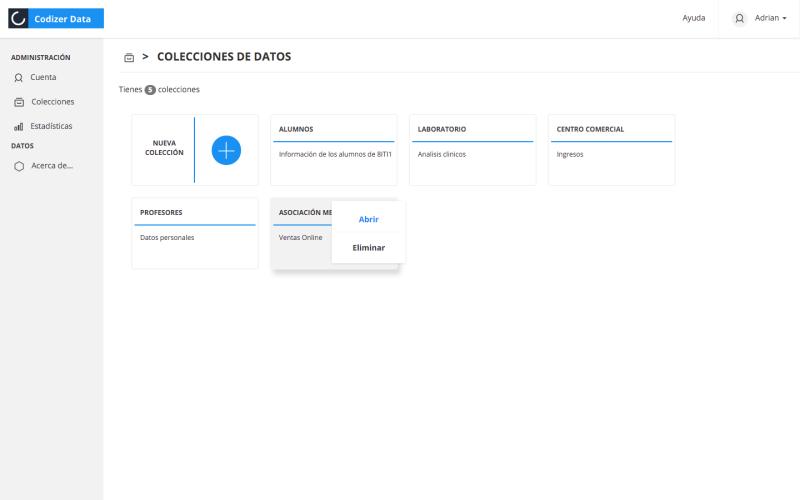 Codizer Data
Ayuda
Adrian
ADMINISTRACIÓN
Cuenta
Colecciones
Estadísticas
DATOS
Acerca de...
> COLECCIONES DE DATOS
Tienes 5 colecciones
NUEVA
COLECCIÓN
ALUMNOS
Información de los alumnos de BITI1
LABORATORIO
Analisis clinicos
CENTRO COMERCIAL
Ingresos
PROFESORES
Datos personales
ASOCIACIÓN ME
Ventas Online
Abrir
Eliminar